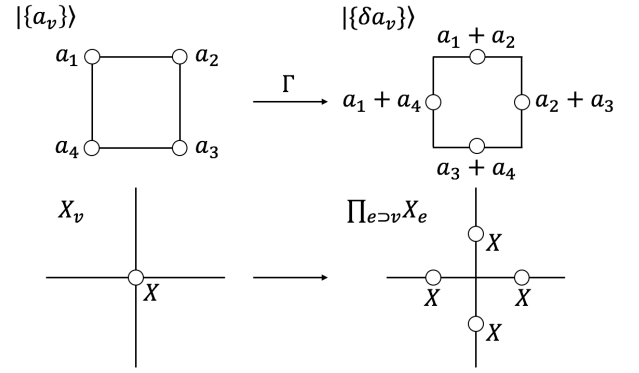 |{a_v}⟩
|{δa_v}⟩
a_1
a_2
a_4
a_3
Γ
a_1 + a_2
a_1 + a_4
a_2 + a_3
a_3 + a_4
X_v
X
∏_{e⊃v} X_e
X
X
X
X